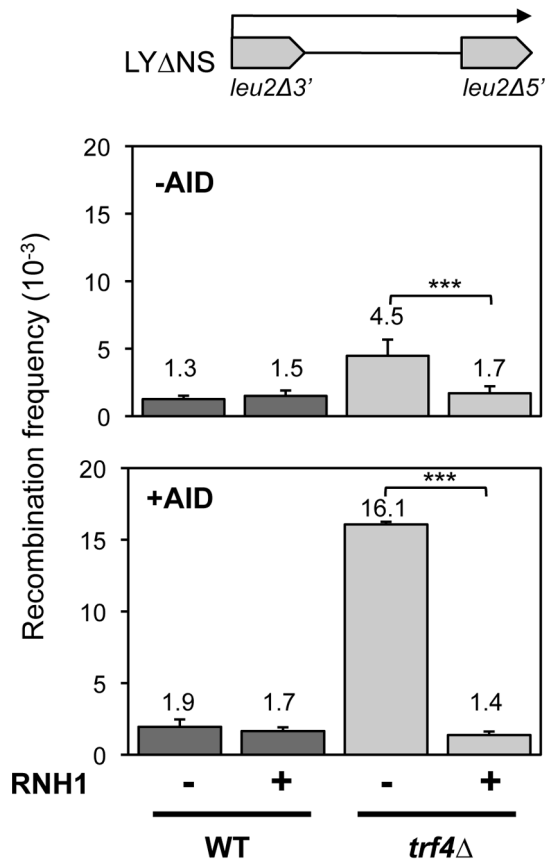 LYΔNS
leu2Δ3’ leu2Δ5’
Recombination frequency (10-3)
-AID
20
15
10
5
0
1.3 1.5 4.5 1.7
***
+AID
20
15
10
5
0
1.9 1.7 16.1 1.4
***
RNH1 - + - +
WT trf4Δ